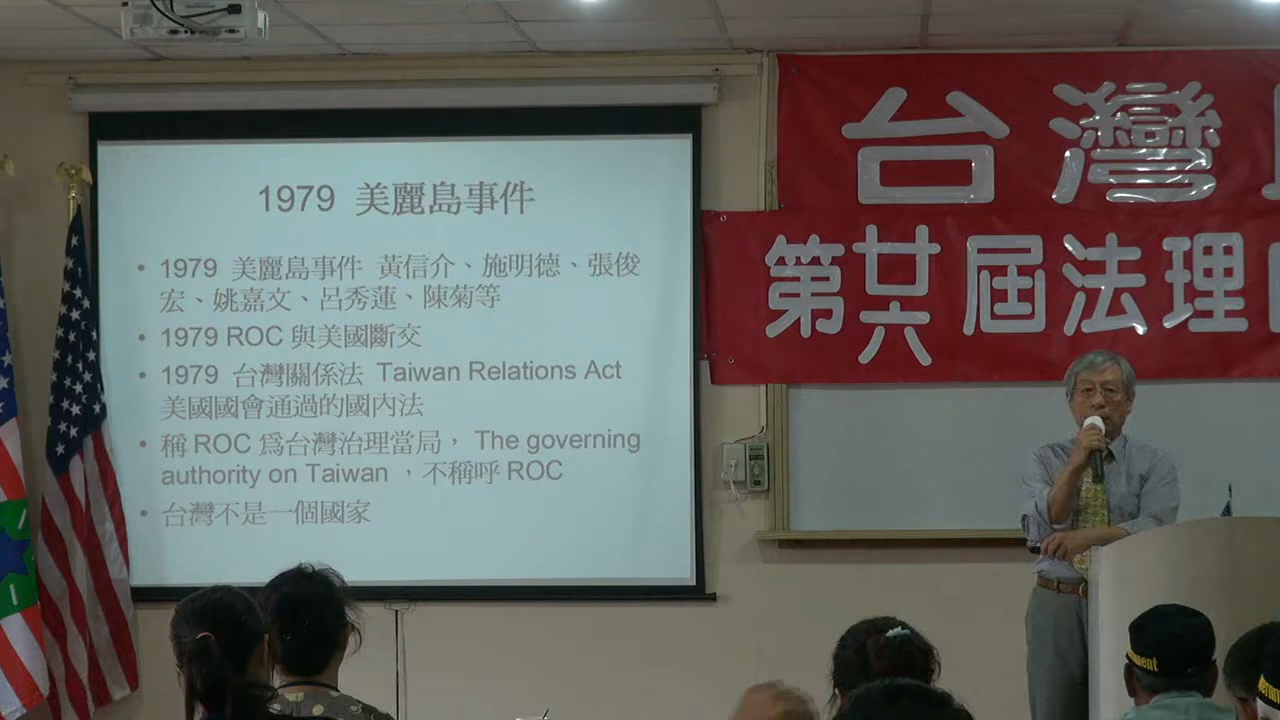 1979 美麗島事件
• 1979 美麗島事件 黃信介、施明德、張俊
宏、姚嘉文、呂秀蓮、陳菊等
• 1979 ROC 與美國斷交
• 1979 台灣關係法 Taiwan Relations Act
美國國會通過的國內法
• 稱 ROC 為台灣治理當局, The governing
authority on Taiwan ,不稱呼 ROC
• 台灣不是一個國家
台灣
第廿六屆法理